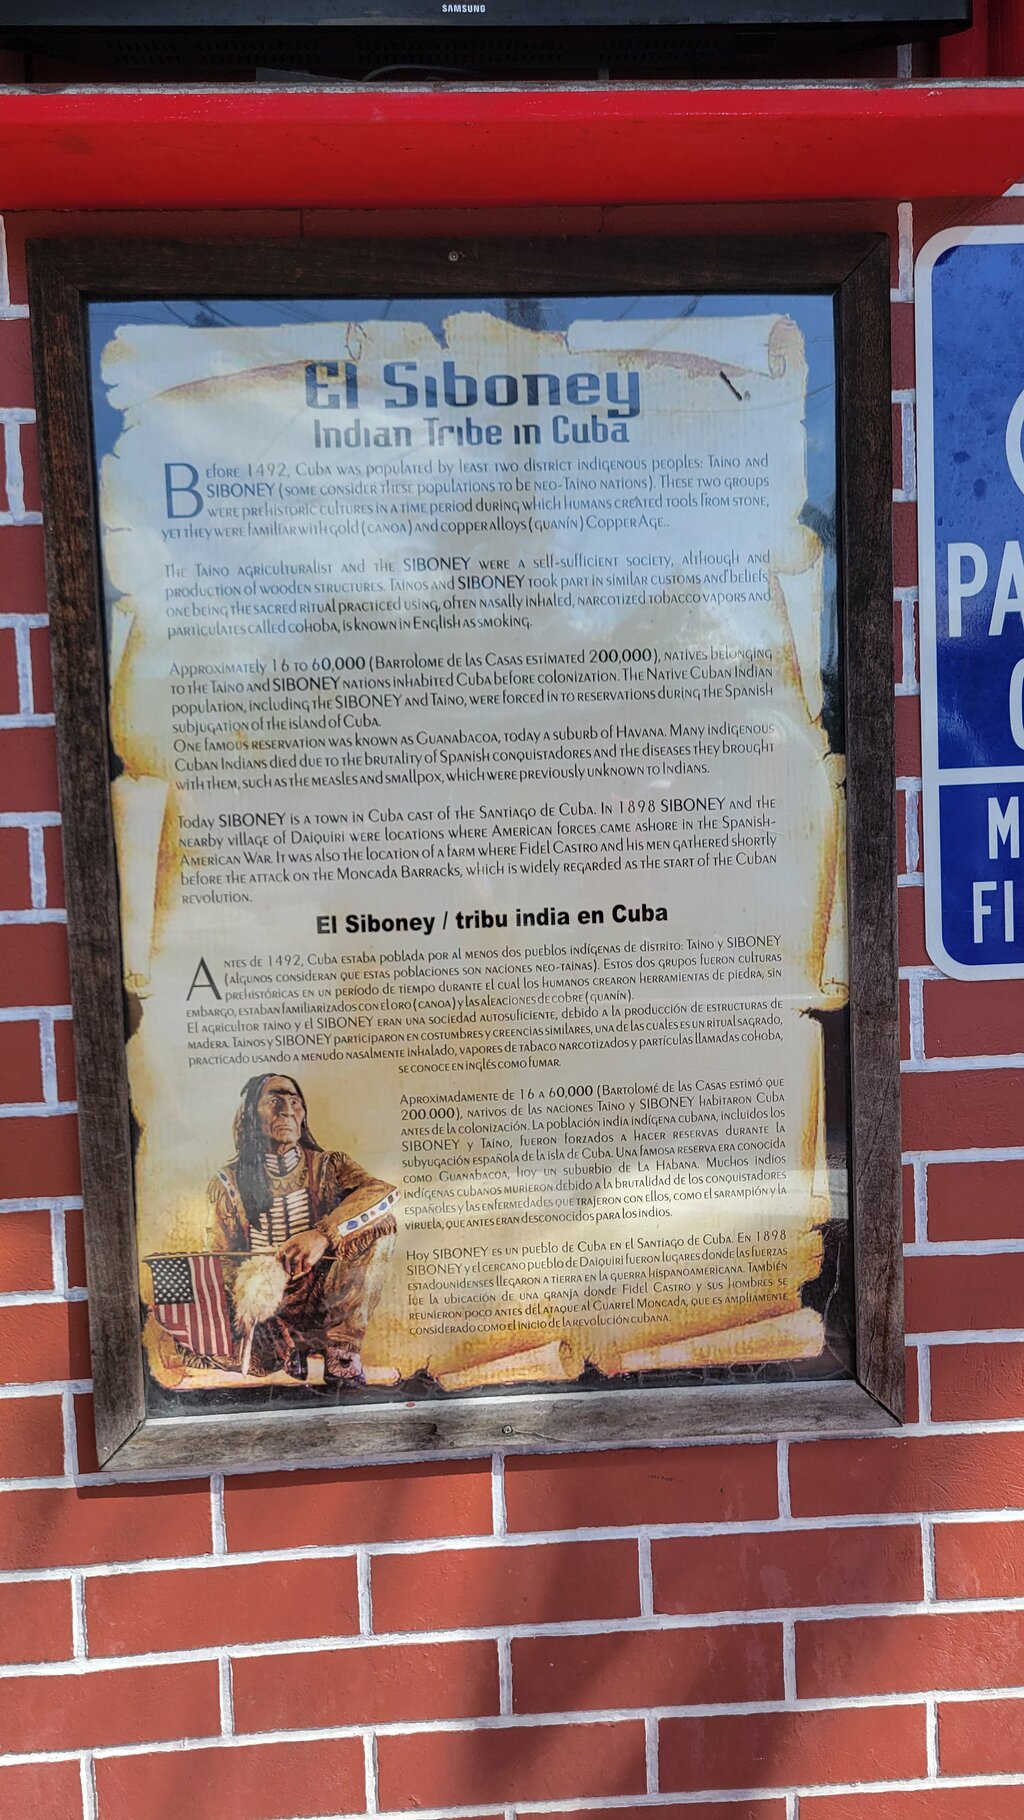 SAMSUNG
El Siboney
Indian Tribe in Cuba
Before 1492, Cuba was populated by least two district indigenous peoples: Taino and
SIBONEY (some consider these populations to be neo-Taino nations). These two groups
were prehistoric cultures in a time period during which humans created tools from stone,
yet they were familiar with gold (canoa) and copper alloys (guanín) Copper Age..
The Taino agriculturalist and the SIBONEY were a self-sufficient society, although and
production of wooden structures. Tainos and SIBONEY took part in similar customs and beliefs,
one being the sacred ritual practiced using, often nasally inhaled, narcotized tobacco vapors and
particulates called cohoba, is known in English as smoking.
Approximately 16 to 60,000 (Bartolome de las Casas estimated 200,000), natives belonging
to the Taino and SIBONEY nations inhabited Cuba before colonization. The Native Cuban Indian
population, including the SIBONEY and Taino, were forced in to reservations during the Spanish
subjugation of the island of Cuba.
One famous reservation was known as Guanabacoa, today a suburb of Havana. Many indigenous
Cuban Indians died due to the brutality of Spanish conquistadores and the diseases they brought
with them, such as the measles and smallpox, which were previously unknown to Indians.
Today SIBONEY is a town in Cuba cast of the Santiago de Cuba. In 1898 SIBONEY and the
nearby village of Daiquiri were locations where American forces came ashore in the Spanish-
American War. It was also the location of a farm where Fidel Castro and his men gathered shortly
before the attack on the Moncada Barracks, which is widely regarded as the start of the Cuban
revolution.
El Siboney / tribu india en Cuba
Antes de 1492, Cuba estaba poblada por al menos dos pueblos indígenas de distrito: Taino y SIBONEY
(algunos consideran que estas poblaciones son naciones neo-taínas). Estos dos grupos fueron culturas
prehistóricas en un período de tiempo durante el cual los humanos crearon herramientas de piedra, sin
embargo, estaban familiarizados con el oro (canoa) y las aleaciones de cobre (guanín).
El agricultor taíno y el SIBONEY eran una sociedad autosuficiente, debido a la producción de estructuras de
madera. Tainos y SIBONEY participaron en costumbres y creencias similares, una de las cuales es un ritual sagrado,
practicado usando a menudo nasalmente inhalado, vapores de tabaco narcotizados y partículas llamadas cohoba,
se conoce en inglés como fumar.
Aproximadamente de 16 a 60,000 (Bartolomé de las Casas estimó que
200.000), nativos de las naciones Taino y SIBONEY habitaron Cuba
antes de la colonización. La población india indígena cubana, incluidos los
SIBONEY y Taino, fueron forzados a hacer reservas durante la
subyugación española de la isla de Cuba. Una famosa reserva era conocida
como Guanabacoa, hoy un suburbio de La Habana. Muchos indios
indígenas cubanos murieron debido a la brutalidad de los conquistadores
españoles y las enfermedades que trajeron con ellos, como el sarampión y la
viruela, que antes eran desconocidos para los indios.
Hoy SIBONEY es un pueblo de Cuba en el Santiago de Cuba. En 1898
SIBONEY y el cercano pueblo de Daiquiri fueron lugares donde las fuerzas
estadounidenses llegaron a tierra en la guerra hispanoamericana. También
fue la ubicación de una granja donde Fidel Castro y sus hombres se
reunieron poco antes del ataque al Cuartel Moncada, que es ampliamente
considerado como el inicio de la revolución cubana.
PA
M
FI